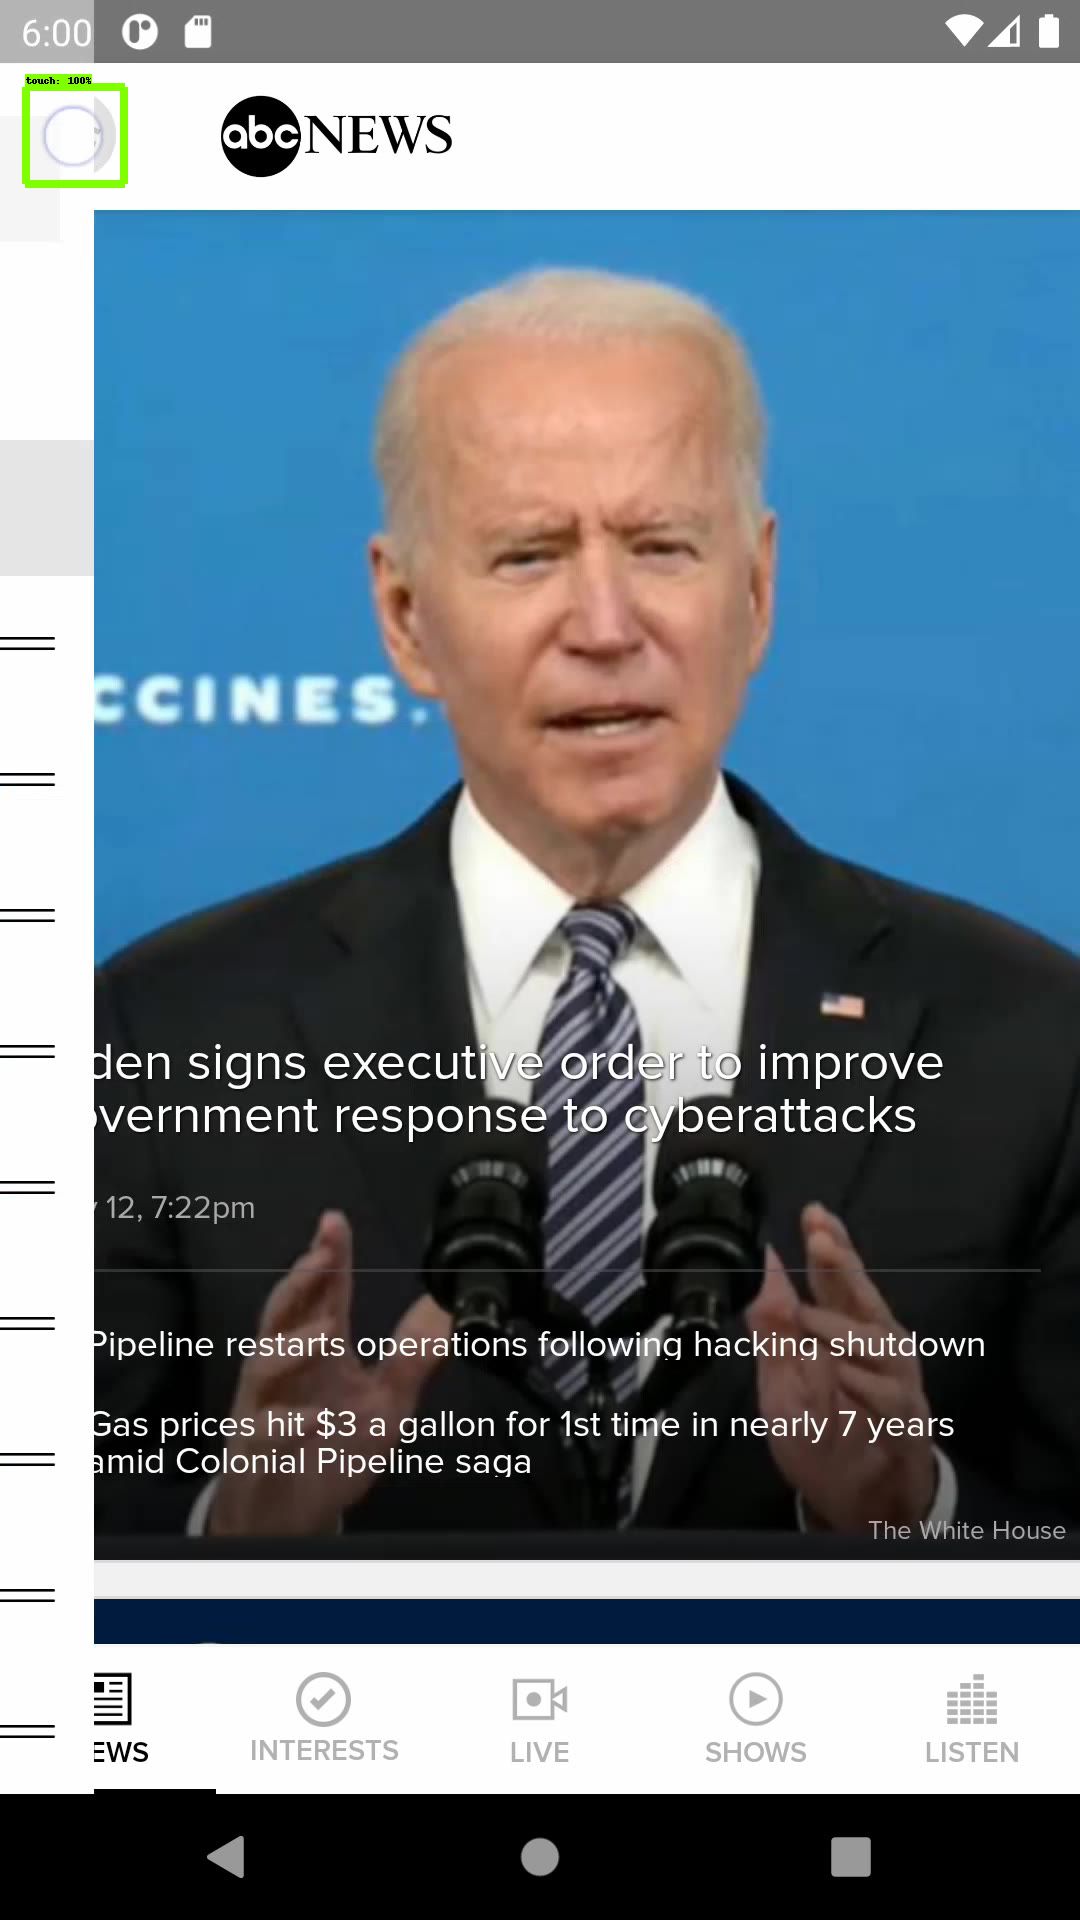 6:00
touch: 100%
abc NEWS
CCINES.
den signs executive order to improve
overnment response to cyberattacks
12, 7:22pm
Pipeline restarts operations following hacking shutdown
Gas prices hit $3 a gallon for 1st time in nearly 7 years
amid Colonial Pipeline saga
The White House
EWS
INTERESTS
LIVE
SHOWS
LISTEN